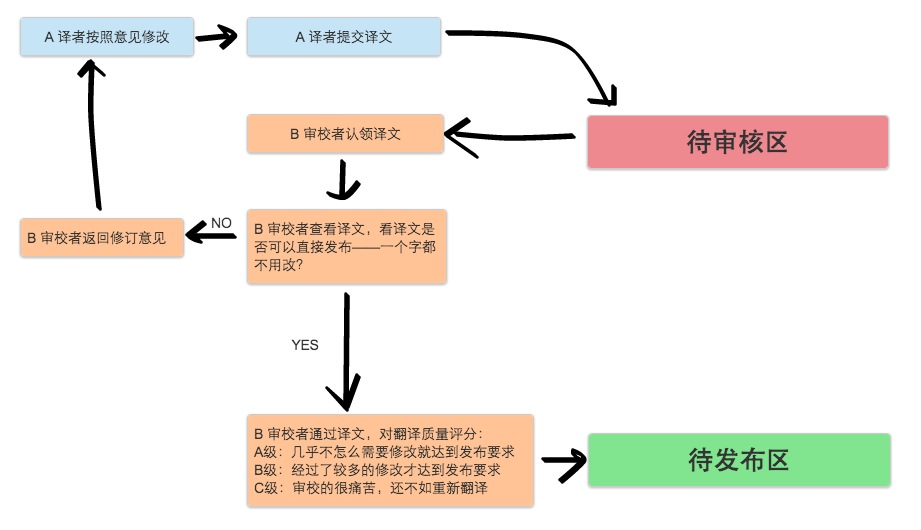 A 译者按照意见修改
A 译者提交译文
B 审校者认领译文
待审核区
B 审校者返回修订意见
NO
B 审校者查看译文，看译文是
否可以直接发布——一个字都
不用改？
YES
B 审校者通过译文，对翻译质量评分：
A级：几乎不怎么需要修改就达到发布要求
B级：经过了较多的修改才达到发布要求
C级：审校的很痛苦，还不如重新翻译
待发布区